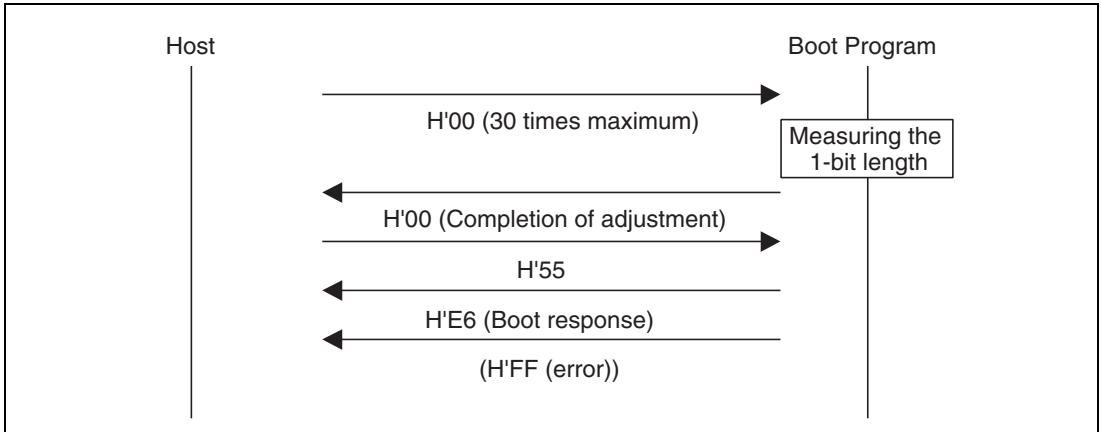 Host
Boot Program
H'00 (30 times maximum)
Measuring the
1-bit length
H'00 (Completion of adjustment)
H'55
H'E6 (Boot response)
(H'FF (error))